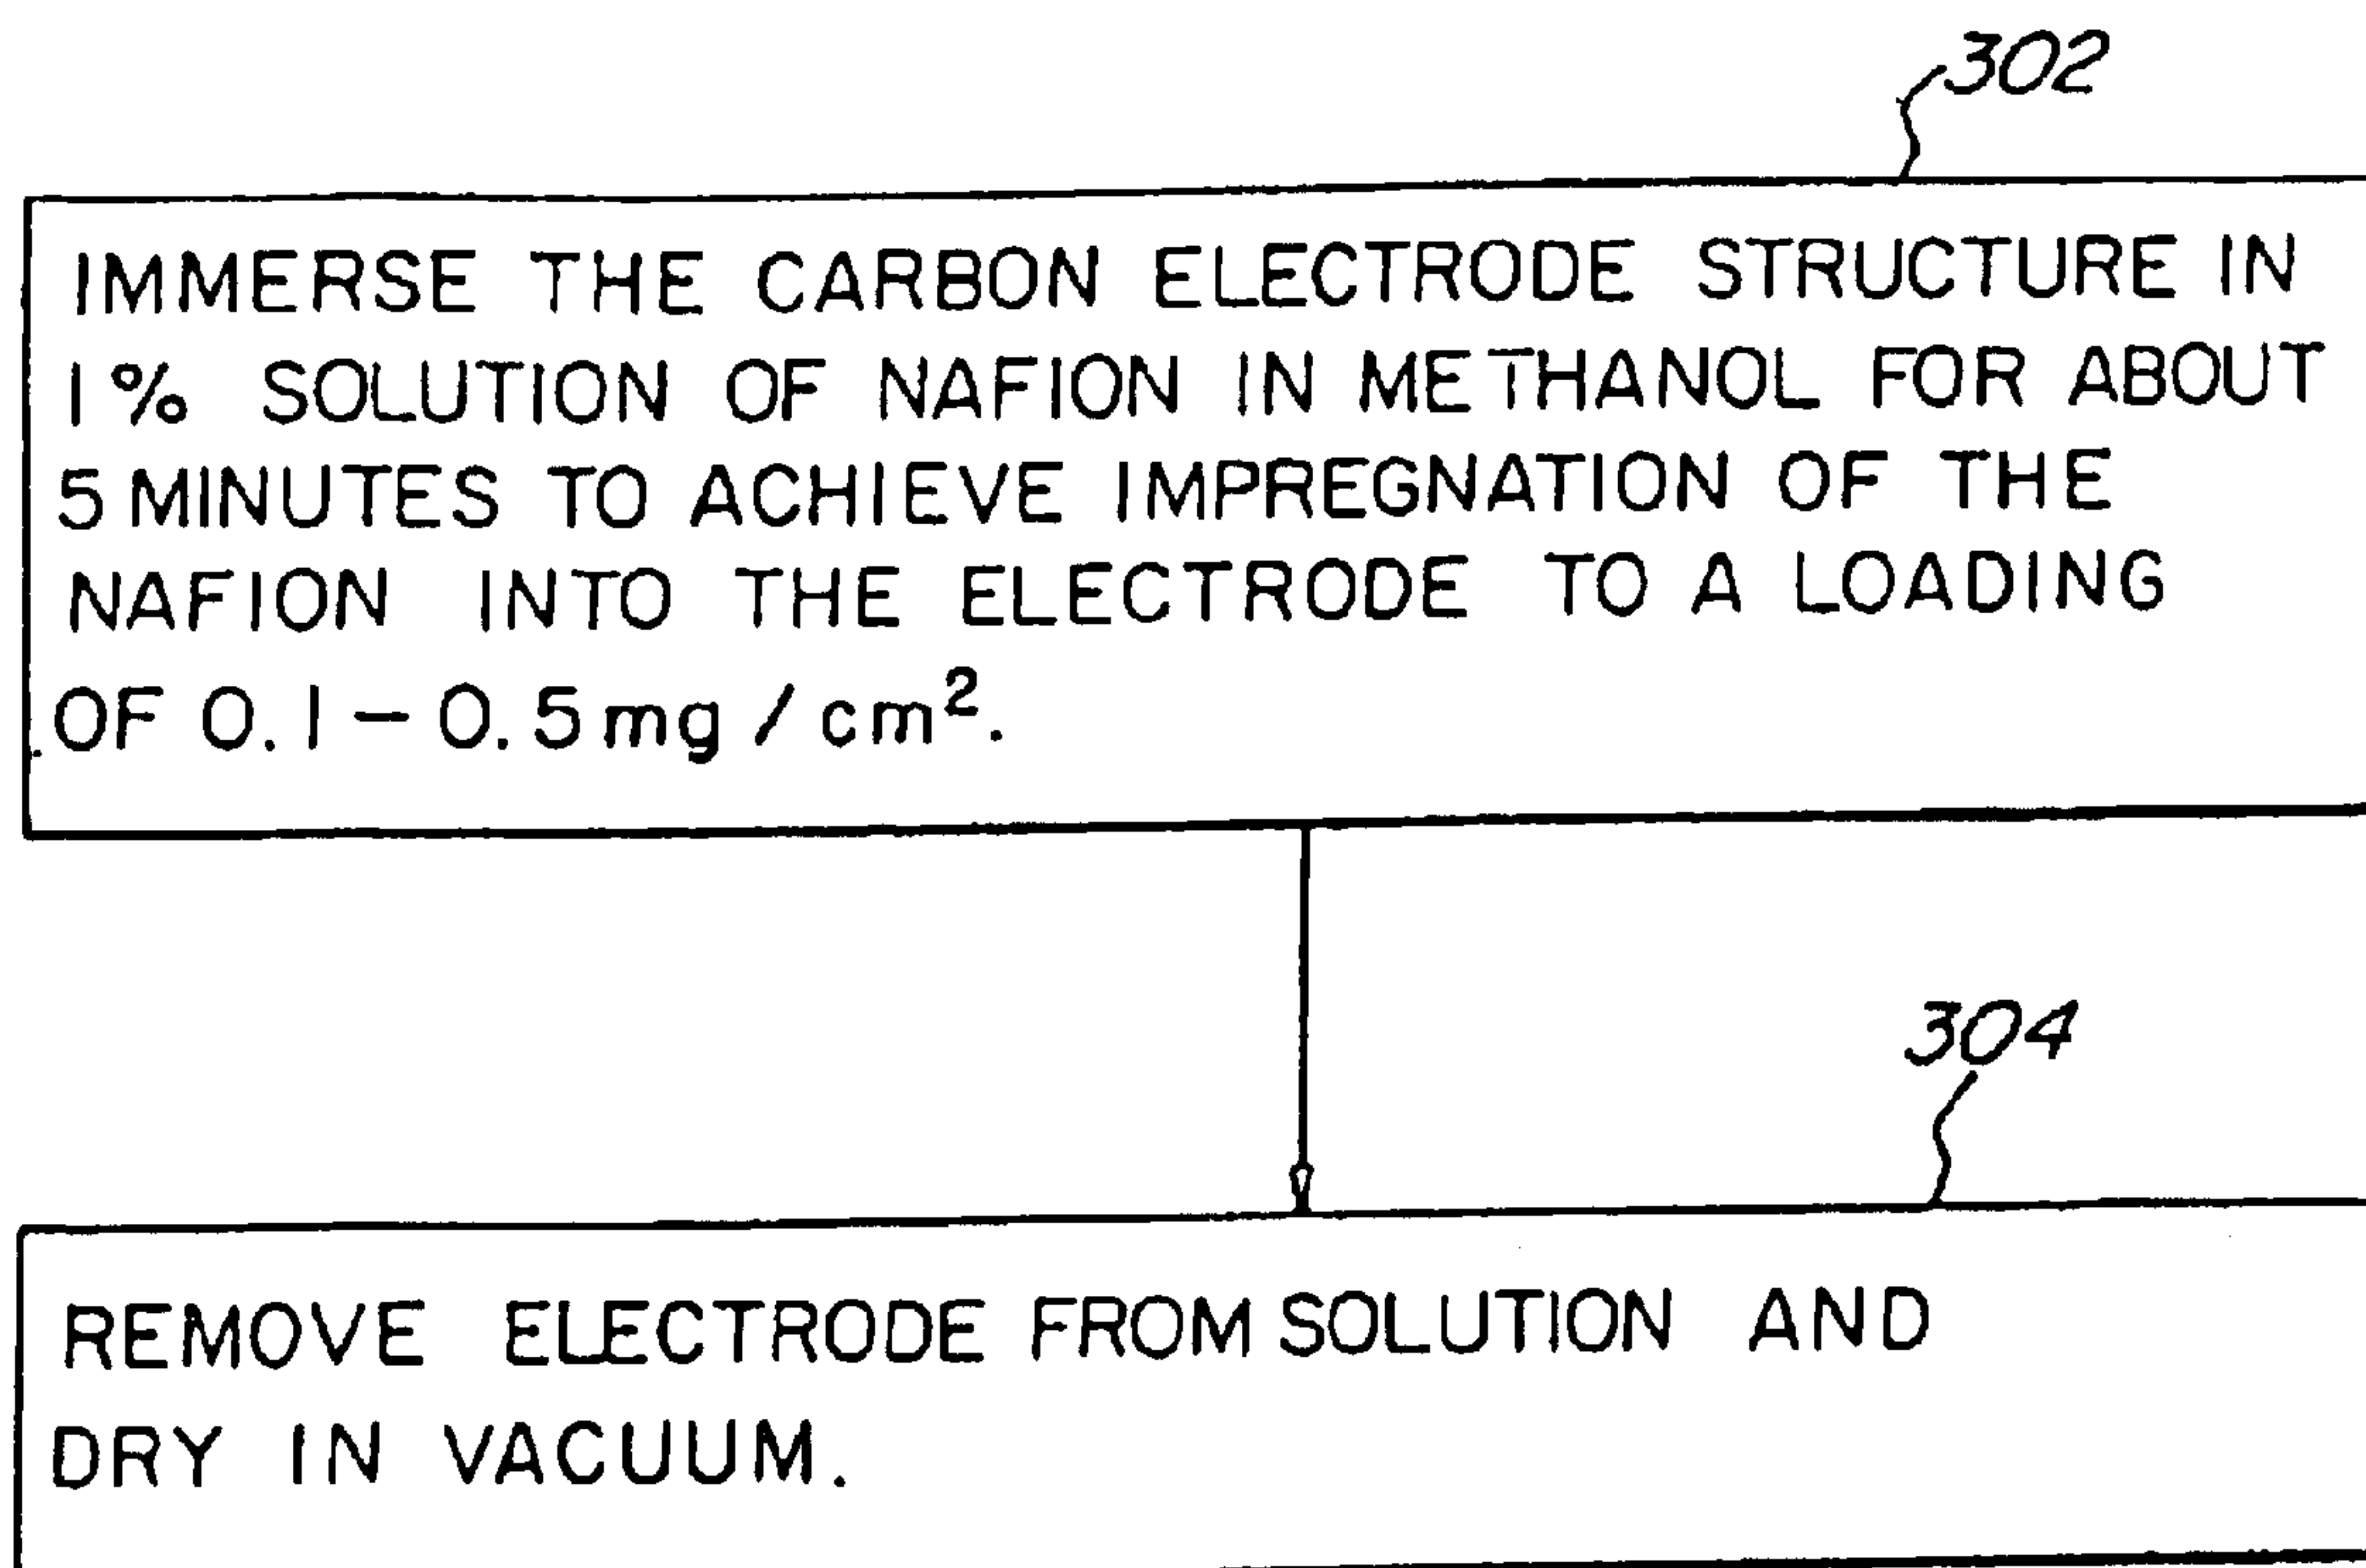 302
IMMERSE THE CARBON ELECTRODE STRUCTURE IN
1% SOLUTION OF NAFION IN METHANOL FOR ABOUT
5 MINUTES TO ACHIEVE IMPREGNATION OF THE
NAFION INTO THE ELECTRODE TO A LOADING
OF 0.1-0.5mg/cm².
304
REMOVE ELECTRODE FROM SOLUTION AND
DRY IN VACUUM.